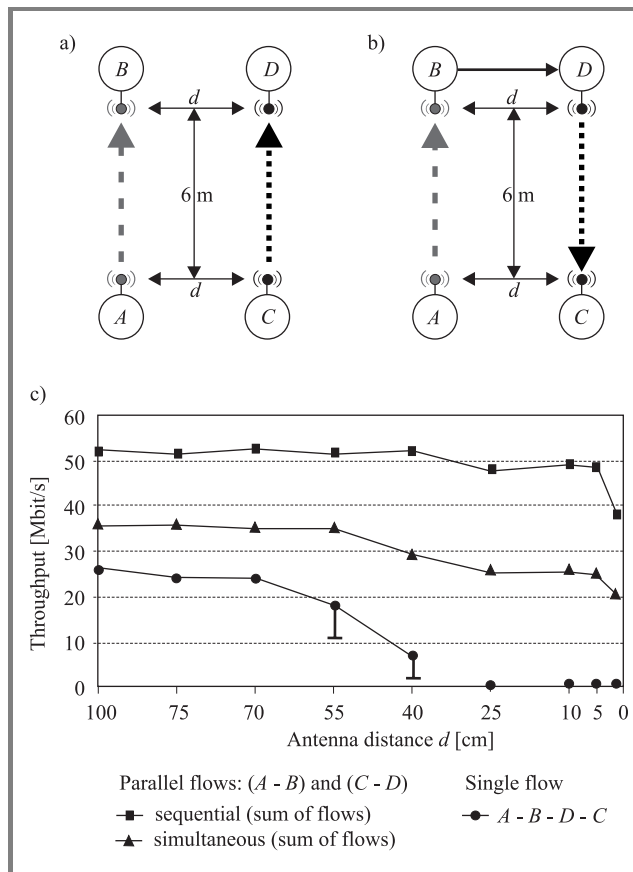 a)
b)
B
D
B
D
d
d
6 m
6 m
d
d
A
C
A
C
c)
Throughput [Mbit/s]
60
50
40
30
20
10
0
100 75 70 55 40 25 10 5 0
Antenna distance d [cm]
Parallel flows: (A - B) and (C - D)
sequential (sum of flows)
simultaneous (sum of flows)
Single flow
A - B - D - C